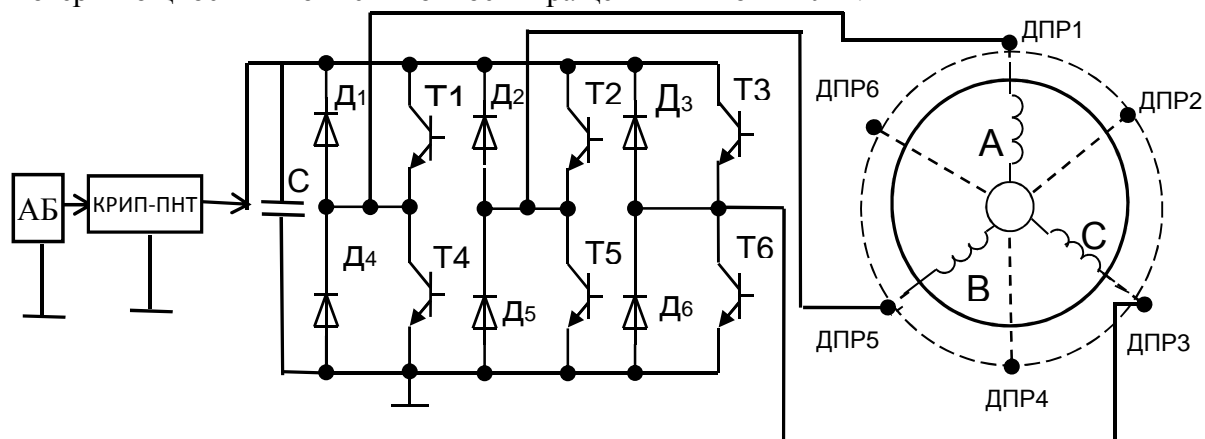 ДПР1
ДПР6
ДПР2
Д1
Т1
Д2
Т2
Д3
Т3
А
С
АБ
КРИП-ПНТ
Д4
Т4
Т5
Т6
В
С
Д5
Д6
ДПР5
ДПР3
ДПР4